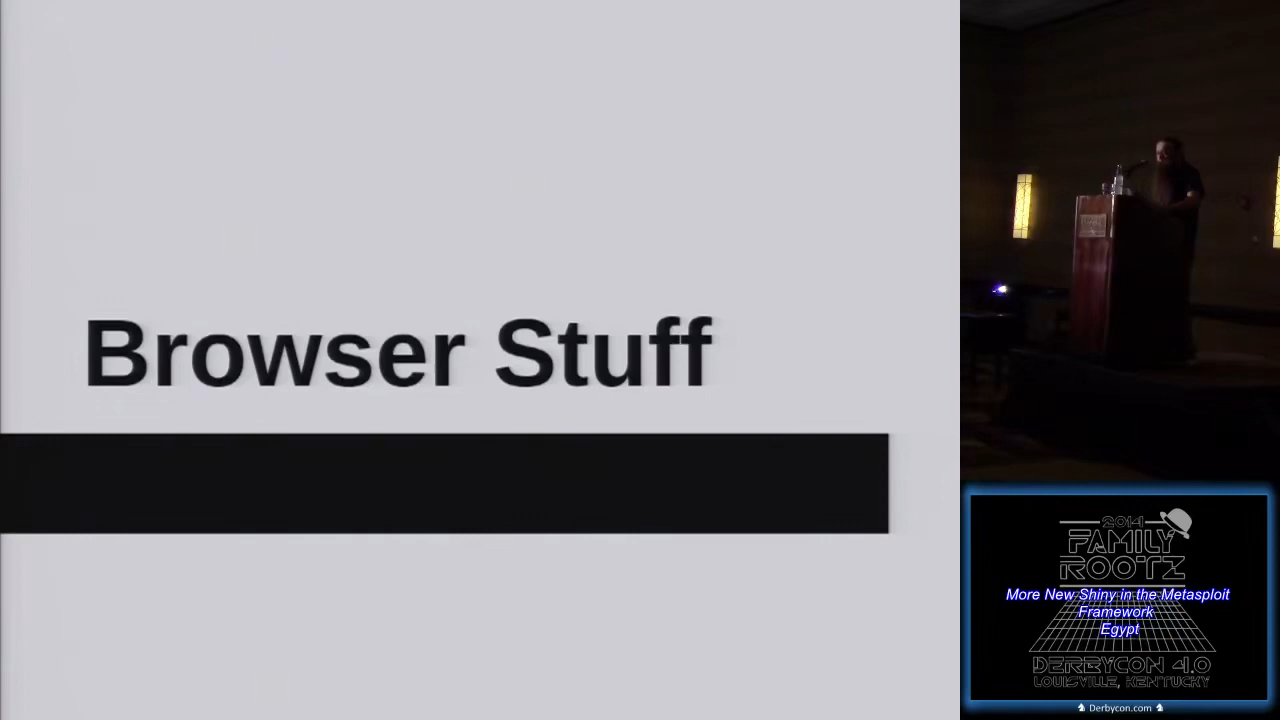 Browser Stuff
2014
FAMILY
ROOTZ
More New Shiny in the Metasploit
Framework
Egypt
DERBYCON 4.0
LOUISVILLE, KENTUCKY
Derbycon.com